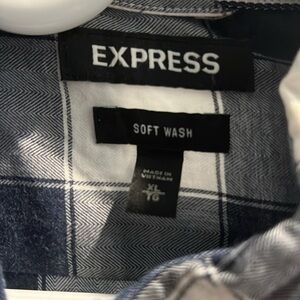 EXPRESS
SOFT WASH
MADE IN
VIETNAM
XL
TG